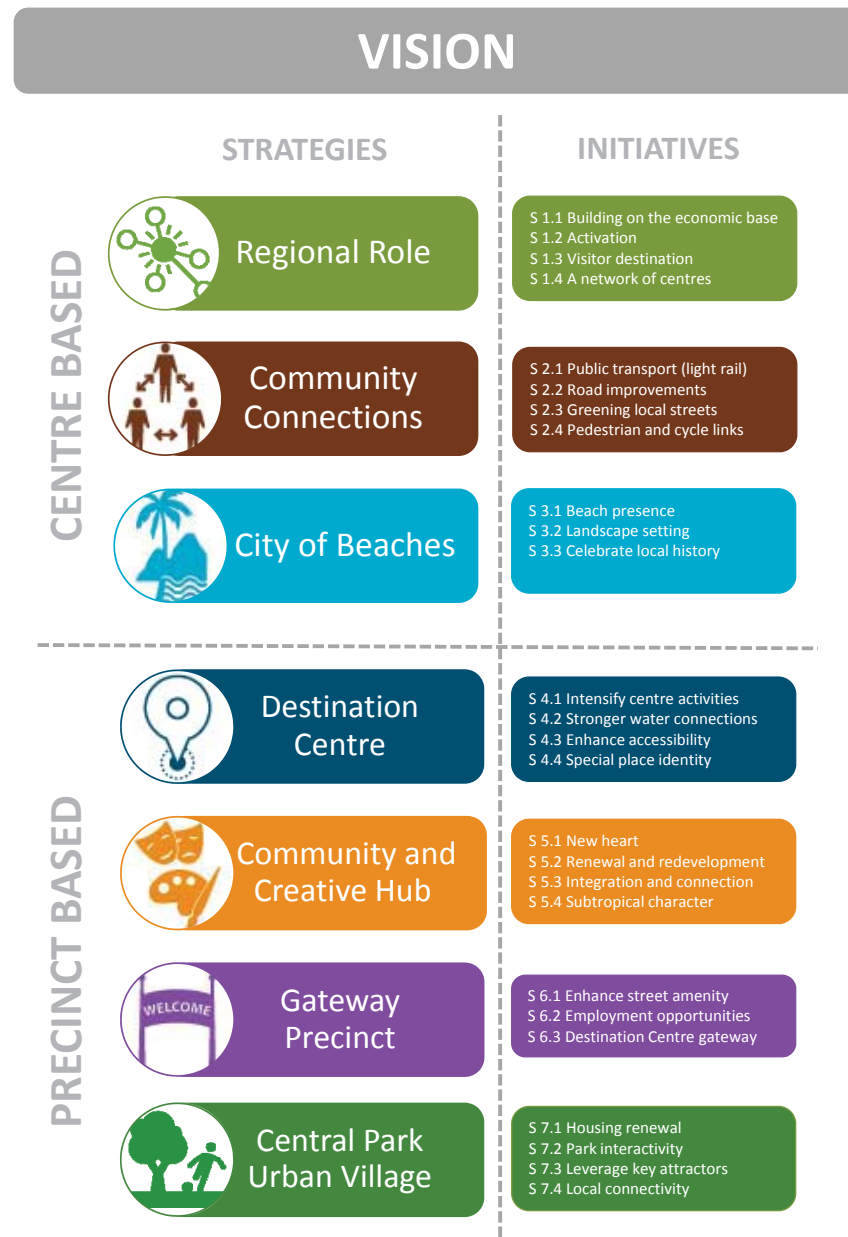 VISION
STRATEGIES
INITIATIVES
CENTRE BASED
Regional Role
S 1.1 Building on the economic base
S 1.2 Activation
S 1.3 Visitor destination
S 1.4 A network of centres
Community
Connections
S 2.1 Public transport (light rail)
S 2.2 Road improvements
S 2.3 Greening local streets
S 2.4 Pedestrian and cycle links
City of Beaches
S 3.1 Beach presence
S 3.2 Landscape setting
S 3.3 Celebrate local history
PRECINCT BASED
Destination
Centre
S 4.1 Intensify centre activities
S 4.2 Stronger water connections
S 4.3 Enhance accessibility
S 4.4 Special place identity
Community and
Creative Hub
S 5.1 New heart
S 5.2 Renewal and redevelopment
S 5.3 Integration and connection
S 5.4 Subtropical character
WELCOME
Gateway
Precinct
S 6.1 Enhance street amenity
S 6.2 Employment opportunities
S 6.3 Destination Centre gateway
Central Park
Urban Village
S 7.1 Housing renewal
S 7.2 Park interactivity
S 7.3 Leverage key attractors
S 7.4 Local connectivity